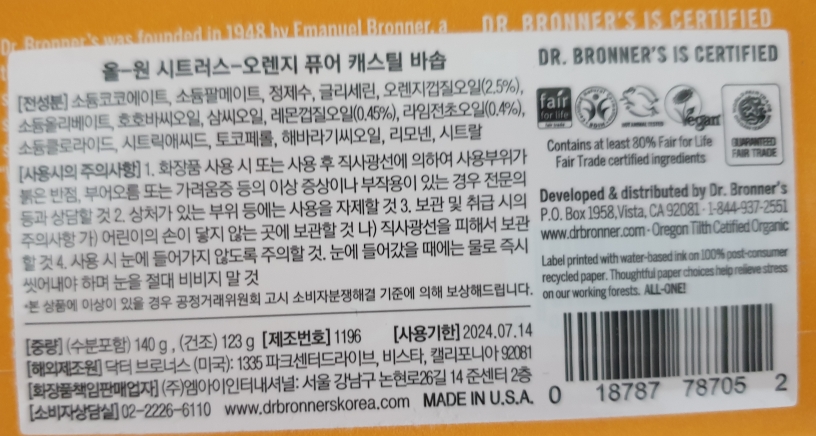 Dr. Bronner's was founded in 1948 by Emanuel Bronner, a
DR. BRONNER'S IS CERTIFIED
올-원 시트러스-오렌지 퓨어 캐스틸 바솝
[전성분] 소듐코코에이트, 소듐팔메이트, 정제수, 글리세린, 오렌지껍질오일(2.5%),
소듐올리베이트, 호호바씨오일, 삼씨오일, 레몬껍질오일(0.45%), 라임전초오일(0.4%),
소듐클로라이드, 시트릭애씨드, 토코페롤, 해바라기씨오일, 리모넨, 시트랄
[사용시의 주의사항] 1. 화장품 사용 시 또는 사용 후 직사광선에 의하여 사용부위가
붉은 반점, 부어오름 또는 가려움증 등의 이상 증상이나 부작용이 있는 경우 전문의
등과 상담할 것 2. 상처가 있는 부위 등에는 사용을 자제할 것 3. 보관 및 취급 시의
주의사항 가) 어린이의 손이 닿지 않는 곳에 보관할 것 나) 직사광선을 피해서 보관
할 것 4. 사용 시 눈에 들어가지 않도록 주의할 것. 눈에 들어갔을 때에는 물로 즉시
씻어내야 하며 눈을 절대 비비지 말 것
*본 상품에 이상이 있을 경우 공정거래위원회 고시 소비자분쟁해결 기준에 의해 보상해드립니다.
[중량] (수분포함) 140 g , (건조) 123 g [제조번호] 1196 [사용기한] 2024.07.14
[해외제조원] 닥터 브로너스 (미국): 1335 파크센터드라이브, 비스타, 캘리포니아 92081
[화장품책임판매업자] (주)엠아이인터내셔널: 서울 강남구 논현로26길 14 준센터 2층
[소비자상담실] 02-2226-6110 www.drbronnerskorea.com MADE IN U.S.A.
DR. BRONNER'S IS CERTIFIED
fair
for life
Vegan
GUARANTEED
FAIR TRADE
Contains at least 80% Fair for Life
Fair Trade certified ingredients
Developed & distributed by Dr. Bronner's
P.O. Box 1958, Vista, CA 92081 · 1-844-937-2551
www.drbronner.com · Oregon Tilth Certified Organic
Label printed with water-based ink on 100% post-consumer
recycled paper. Thoughtful paper choices help relieve stress
on our working forests. ALL-ONE!
0 18787 78705 2